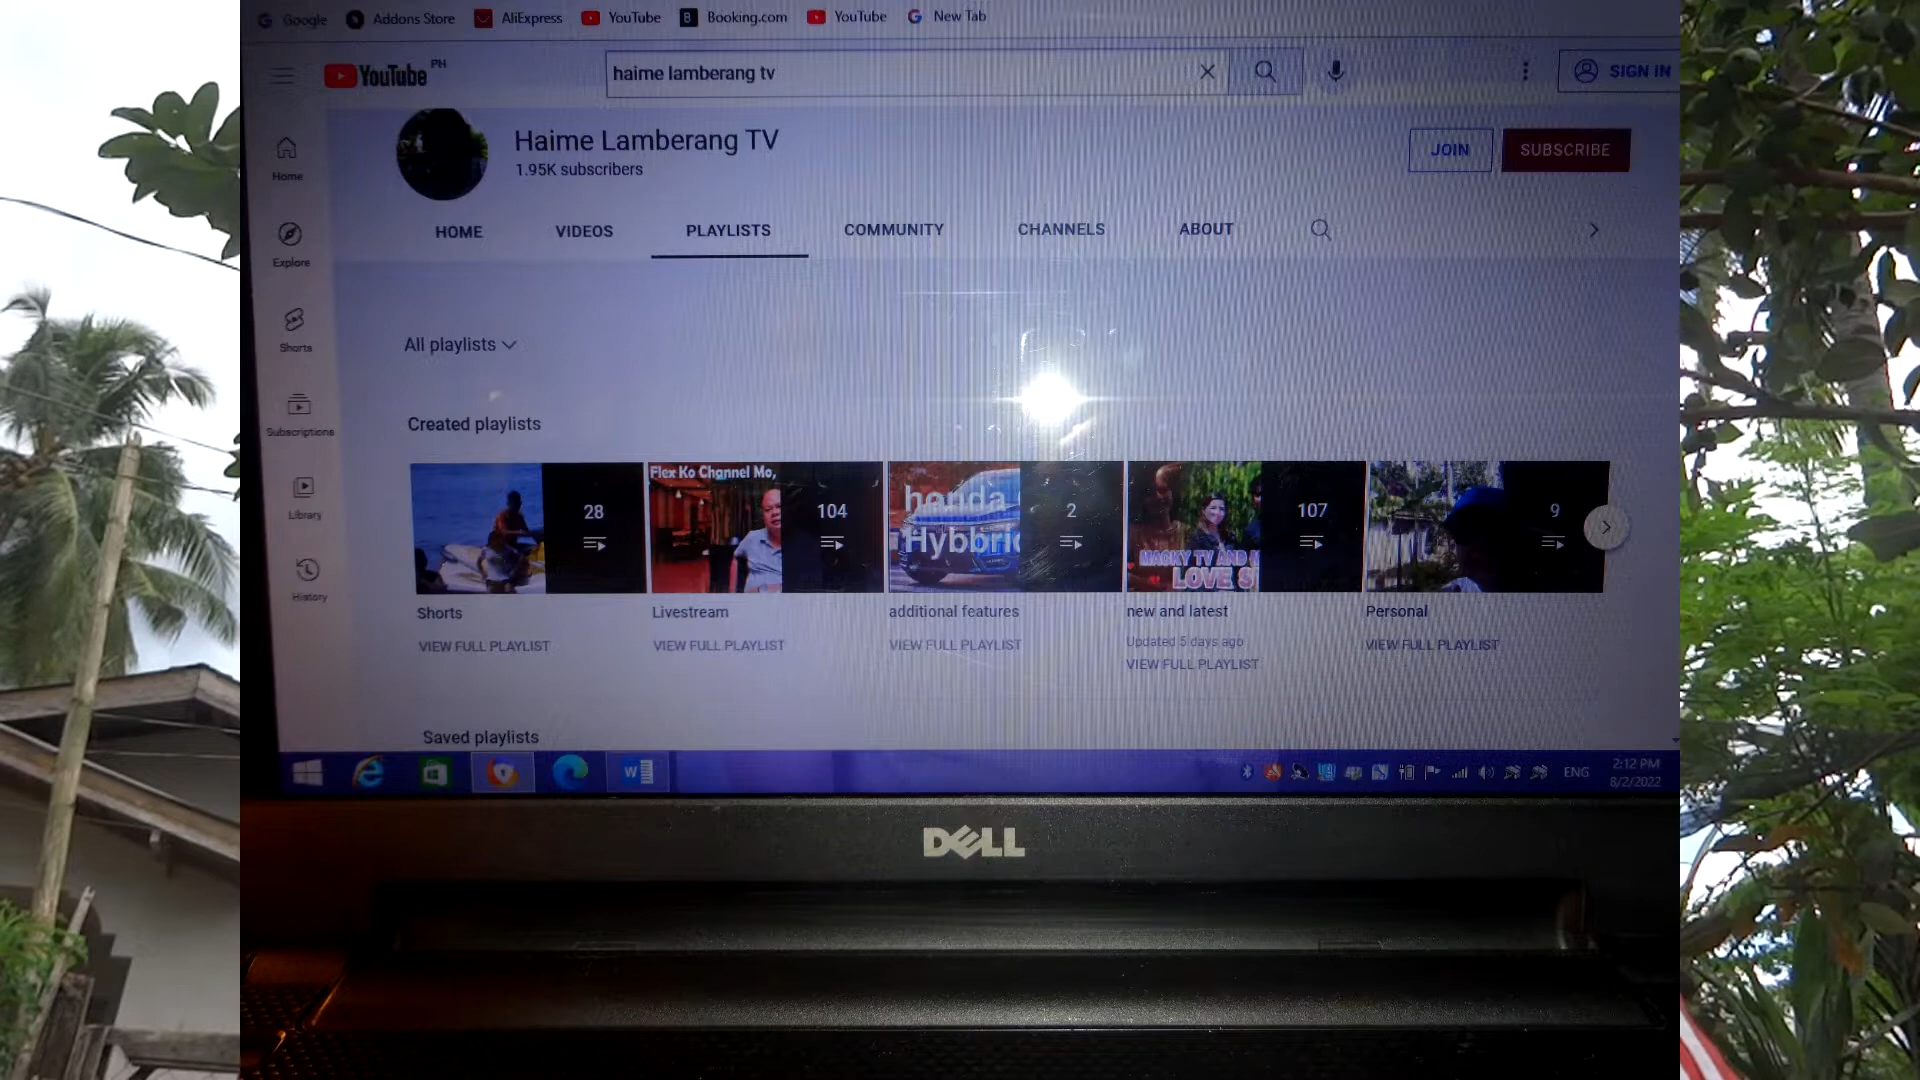 Google Addons Store AliExpress YouTube Booking.com YouTube New Tab
YouTube PH
haime lamberang tv
SIGN IN
Haime Lamberang TV
1.95K subscribers
JOIN SUBSCRIBE
HOME VIDEOS PLAYLISTS COMMUNITY CHANNELS ABOUT
Home
Explore
Shorts
Subscriptions
Library
History
All playlists
Created playlists
28
Flex Ko Channel Mo,
104
honda
Hybbrid
2
MACKY TV AND
LOVE S
107
9
Shorts Livestream additional features new and latest Personal
Updated 5 days ago
VIEW FULL PLAYLIST VIEW FULL PLAYLIST VIEW FULL PLAYLIST VIEW FULL PLAYLIST VIEW FULL PLAYLIST
Saved playlists
ENG
2:12 PM
8/2/2022
DELL